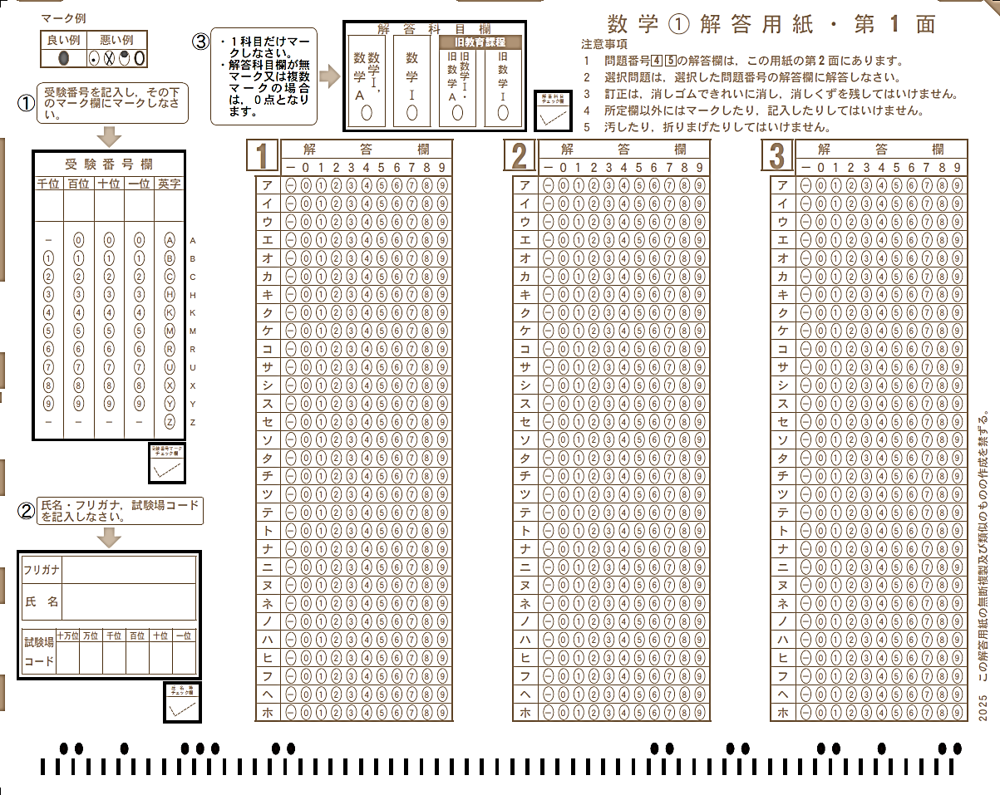 マーク例
良い例 悪い例
① 受験番号を記入し，その下
のマーク欄にマークしなさ
い。
受験番号欄
千位 百位 十位 一位 英字
－ 0 0 0 A A
1 1 1 1 B B
2 2 2 2 C C
3 3 3 3 H H
4 4 4 4 K K
5 5 5 5 M M
6 6 6 6 R R
7 7 7 7 U U
8 8 8 8 X X
9 9 9 9 Y Y
－ － － － Z Z
受験番号マーク
チェック欄
② 氏名・フリガナ，試験場コード
を記入しなさい。
フリガナ
氏 名
試験場
コード
十万位 万位 千位 百位 十位 一位
氏名等
チェック欄
③ ・１科目だけマー
クしなさい。
・解答科目欄が無
マーク又は複数
マークの場合
は，０点となり
ます。
解答科目欄
旧教育課程
数学Ⅰ，
数学A
数学Ⅰ
旧数学Ⅰ・
旧数学A
旧数学Ⅰ
解答科目
チェック欄
数学①解答用紙・第１面
注意事項
1 問題番号4 5の解答欄は，この用紙の第２面にあります。
2 選択問題は，選択した問題番号の解答欄に解答しなさい。
3 訂正は，消しゴムできれいに消し，消しくずを残してはいけません。
4 所定欄以外にはマークしたり，記入したりしてはいけません。
5 汚したり，折りまげたりしてはいけません。
1 解答欄
－ 0 1 2 3 4 5 6 7 8 9
ア － 0 1 2 3 4 5 6 7 8 9
イ － 0 1 2 3 4 5 6 7 8 9
ウ － 0 1 2 3 4 5 6 7 8 9
エ － 0 1 2 3 4 5 6 7 8 9
オ － 0 1 2 3 4 5 6 7 8 9
カ － 0 1 2 3 4 5 6 7 8 9
キ － 0 1 2 3 4 5 6 7 8 9
ク － 0 1 2 3 4 5 6 7 8 9
ケ － 0 1 2 3 4 5 6 7 8 9
コ － 0 1 2 3 4 5 6 7 8 9
サ － 0 1 2 3 4 5 6 7 8 9
シ － 0 1 2 3 4 5 6 7 8 9
ス － 0 1 2 3 4 5 6 7 8 9
セ － 0 1 2 3 4 5 6 7 8 9
ソ － 0 1 2 3 4 5 6 7 8 9
タ － 0 1 2 3 4 5 6 7 8 9
チ － 0 1 2 3 4 5 6 7 8 9
ツ － 0 1 2 3 4 5 6 7 8 9
テ － 0 1 2 3 4 5 6 7 8 9
ト － 0 1 2 3 4 5 6 7 8 9
ナ － 0 1 2 3 4 5 6 7 8 9
ニ － 0 1 2 3 4 5 6 7 8 9
ヌ － 0 1 2 3 4 5 6 7 8 9
ネ － 0 1 2 3 4 5 6 7 8 9
ノ － 0 1 2 3 4 5 6 7 8 9
ハ － 0 1 2 3 4 5 6 7 8 9
ヒ － 0 1 2 3 4 5 6 7 8 9
フ － 0 1 2 3 4 5 6 7 8 9
ヘ － 0 1 2 3 4 5 6 7 8 9
ホ － 0 1 2 3 4 5 6 7 8 9
2 解答欄
－ 0 1 2 3 4 5 6 7 8 9
ア － 0 1 2 3 4 5 6 7 8 9
イ － 0 1 2 3 4 5 6 7 8 9
ウ － 0 1 2 3 4 5 6 7 8 9
エ － 0 1 2 3 4 5 6 7 8 9
オ － 0 1 2 3 4 5 6 7 8 9
カ － 0 1 2 3 4 5 6 7 8 9
キ － 0 1 2 3 4 5 6 7 8 9
ク － 0 1 2 3 4 5 6 7 8 9
ケ － 0 1 2 3 4 5 6 7 8 9
コ － 0 1 2 3 4 5 6 7 8 9
サ － 0 1 2 3 4 5 6 7 8 9
シ － 0 1 2 3 4 5 6 7 8 9
ス － 0 1 2 3 4 5 6 7 8 9
セ － 0 1 2 3 4 5 6 7 8 9
ソ － 0 1 2 3 4 5 6 7 8 9
タ － 0 1 2 3 4 5 6 7 8 9
チ － 0 1 2 3 4 5 6 7 8 9
ツ － 0 1 2 3 4 5 6 7 8 9
テ － 0 1 2 3 4 5 6 7 8 9
ト － 0 1 2 3 4 5 6 7 8 9
ナ － 0 1 2 3 4 5 6 7 8 9
ニ － 0 1 2 3 4 5 6 7 8 9
ヌ － 0 1 2 3 4 5 6 7 8 9
ネ － 0 1 2 3 4 5 6 7 8 9
ノ － 0 1 2 3 4 5 6 7 8 9
ハ － 0 1 2 3 4 5 6 7 8 9
ヒ － 0 1 2 3 4 5 6 7 8 9
フ － 0 1 2 3 4 5 6 7 8 9
ヘ － 0 1 2 3 4 5 6 7 8 9
ホ － 0 1 2 3 4 5 6 7 8 9
3 解答欄
－ 0 1 2 3 4 5 6 7 8 9
ア － 0 1 2 3 4 5 6 7 8 9
イ － 0 1 2 3 4 5 6 7 8 9
ウ － 0 1 2 3 4 5 6 7 8 9
エ － 0 1 2 3 4 5 6 7 8 9
オ － 0 1 2 3 4 5 6 7 8 9
カ － 0 1 2 3 4 5 6 7 8 9
キ － 0 1 2 3 4 5 6 7 8 9
ク － 0 1 2 3 4 5 6 7 8 9
ケ － 0 1 2 3 4 5 6 7 8 9
コ － 0 1 2 3 4 5 6 7 8 9
サ － 0 1 2 3 4 5 6 7 8 9
シ － 0 1 2 3 4 5 6 7 8 9
ス － 0 1 2 3 4 5 6 7 8 9
セ － 0 1 2 3 4 5 6 7 8 9
ソ － 0 1 2 3 4 5 6 7 8 9
タ － 0 1 2 3 4 5 6 7 8 9
チ － 0 1 2 3 4 5 6 7 8 9
ツ － 0 1 2 3 4 5 6 7 8 9
テ － 0 1 2 3 4 5 6 7 8 9
ト － 0 1 2 3 4 5 6 7 8 9
ナ － 0 1 2 3 4 5 6 7 8 9
ニ － 0 1 2 3 4 5 6 7 8 9
ヌ － 0 1 2 3 4 5 6 7 8 9
ネ － 0 1 2 3 4 5 6 7 8 9
ノ － 0 1 2 3 4 5 6 7 8 9
ハ － 0 1 2 3 4 5 6 7 8 9
ヒ － 0 1 2 3 4 5 6 7 8 9
フ － 0 1 2 3 4 5 6 7 8 9
ヘ － 0 1 2 3 4 5 6 7 8 9
ホ － 0 1 2 3 4 5 6 7 8 9
2025 この解答用紙の無断複製及び類似のものの作成を禁ずる。